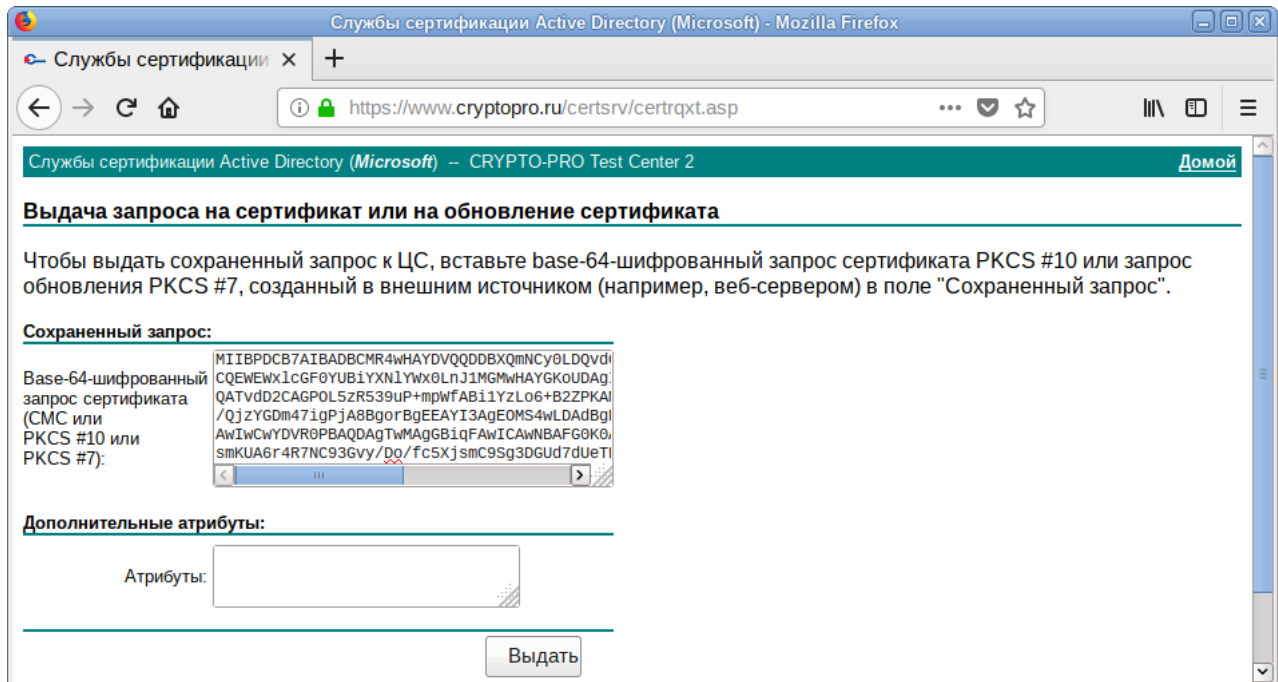 Службы сертификации Active Directory (Microsoft) - Mozilla Firefox
Службы сертификации
https://www.cryptopro.ru/certsrv/certrqxt.asp
Службы сертификации Active Directory (Microsoft) -- CRYPTO-PRO Test Center 2 Домой
Выдача запроса на сертификат или на обновление сертификата
Чтобы выдать сохраненный запрос к ЦС, вставьте base-64-шифрованный запрос сертификата PKCS #10 или запрос
обновления PKCS #7, созданный в внешним источником (например, веб-сервером) в поле "Сохраненный запрос".
Сохраненный запрос:
Base-64-шифрованный
запрос сертификата
(CMC или
PKCS #10 или
PKCS #7):
MIIBPDCB7AIBADBCMR4wHAYDVQQDDBXQmNCy0LDQvd
CQEWEWxlcGF0YUBiYXNlYWx0LnJ1MGMwHAYGKoUDAg
QATvdD2CAGPOL5zR539uP+mpWfABi1YzLo6+B2ZPKA
/QjzYGDm47igPjA8BgorBgEEAYI3AgEOMS4wLDAdBg
AwIwCwYDVR0PBAQDAgTwMAgGBiqFAwICAwNBAFG0K0
smKUA6r4R7NC93Gvy/Do/fc5XjsmC9Sg3DGUd7dUeT
Дополнительные атрибуты:
Атрибуты:
Выдать